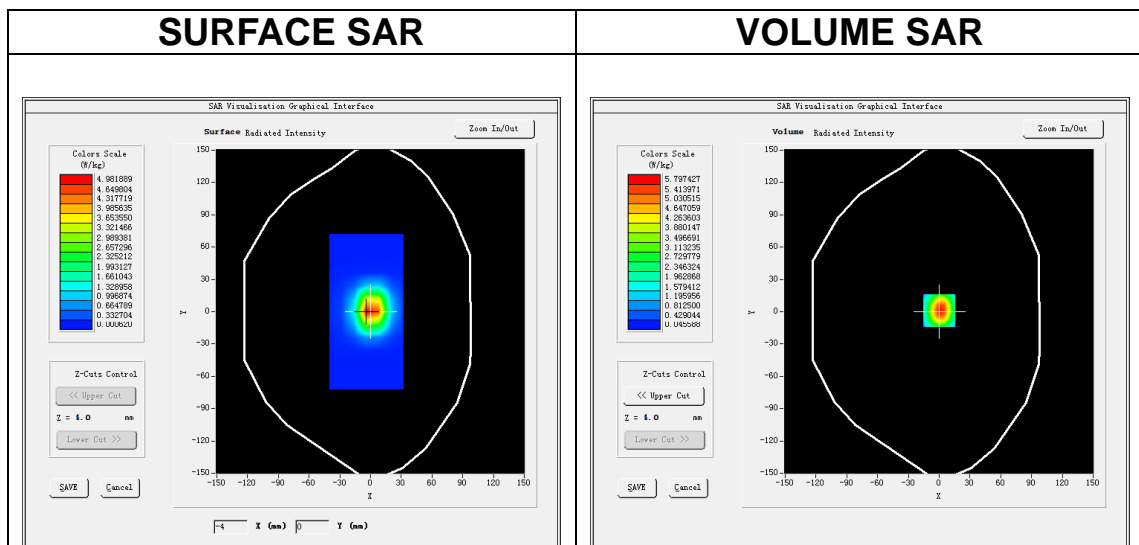 SURFACE SAR
VOLUME SAR
SAR Visualisation Graphical Interface
Surface Radiated Intensity
Zoom In/Out
Colors Scale
(W/kg)
4.981889
4.649804
4.317719
3.985635
3.653550
3.321466
2.989381
2.657296
2.325212
1.993127
1.661043
1.328958
0.996874
0.664789
0.332704
0.000620
150
120
90
60
30
0
-30
-60
-90
-120
-150
Y
-150 -120 -90 -60 -30 0 30 60 90 120 150
X
Z-Cuts Control
<< Upper Cut
Z = 4.0 mm
Lower Cut >>
SAVE Cancel
-4 X (mm) 0 Y (mm)
SAR Visualisation Graphical Interface
Volume Radiated Intensity
Zoom In/Out
Colors Scale
(W/kg)
5.797427
5.413971
5.030515
4.647059
4.263603
3.880147
3.496691
3.113235
2.729779
2.346324
1.962868
1.579412
1.195956
0.812500
0.429044
0.045588
150
120
90
60
30
0
-30
-60
-90
-120
-150
Y
-150 -120 -90 -60 -30 0 30 60 90 120 150
X
Z-Cuts Control
<< Upper Cut
Z = 4.0 mm
Lower Cut >>
SAVE Cancel